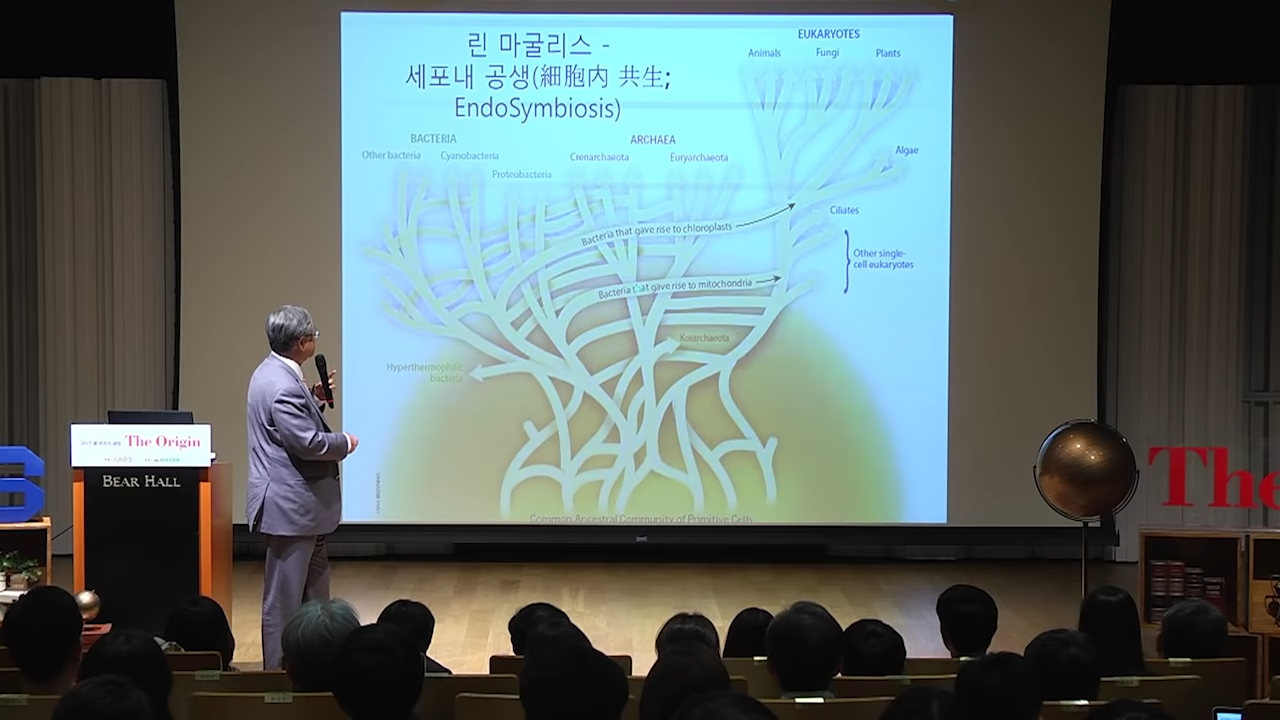 린 마굴리스 -
세포내 공생(細胞内 共生;
EndoSymbiosis)
EUKARYOTES
Animals Fungi Plants
BACTERIA
ARCHAEA
Other bacteria Cyanobacteria
Proteobacteria
Crenarchaeota Euryarchaeota
Algae
Ciliates
Other single-
cell eukaryotes
Bacteria that gave rise to chloroplasts
Bacteria that gave rise to mitochondria
Korarchaeota
Hyperthermophilic
bacteria
Common Ancestral Community of Primitive Cells
The Origin
BEAR HALL
The